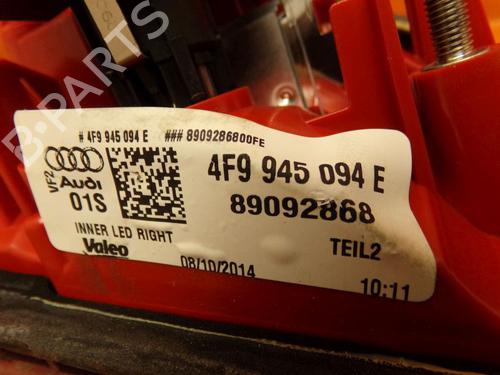 # 4F9 945 094 E ### 8909286800FE
VF2
Audi
01S
4F9 945 094 E
89092868
INNER LED RIGHT
TEIL2
Valeo
08/10/2014
10:11
B-PARTS